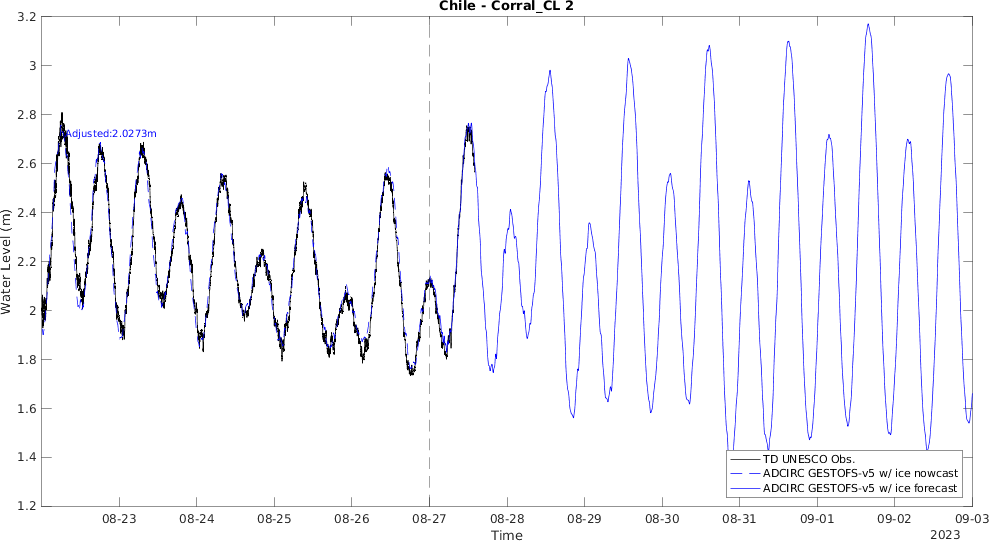 Chile - Corral_CL 2
3.2
3
2.8
2.6
2.4
2.2
2
1.8
1.6
1.4
1.2
Water Level (m)
Adjusted:2.0273m
TD UNESCO Obs.
ADCIRC GESTOFS-v5 w/ ice nowcast
ADCIRC GESTOFS-v5 w/ ice forecast
08-23 08-24 08-25 08-26 08-27 08-28 08-29 08-30 08-31 09-01 09-02 09-03
Time
2023